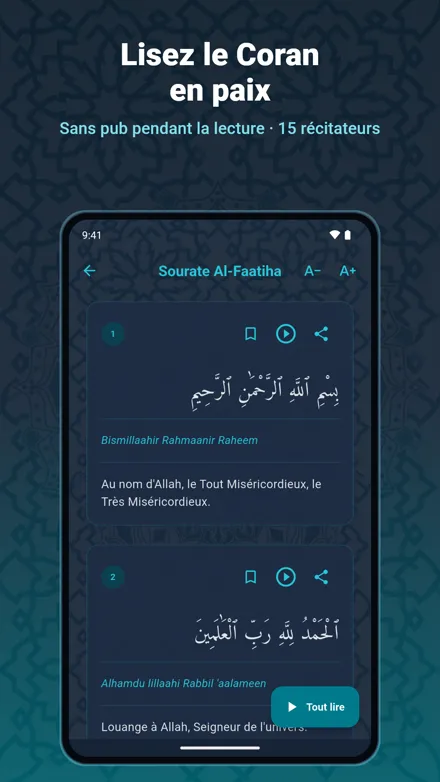 Lisez le Coran
en paix
Sans pub pendant la lecture · 15 récitateurs
9:41
Sourate Al-Faatiha A- A+
1
بِسْمِ ٱللَّهِ ٱلرَّحْمَٰنِ ٱلرَّحِيمِ
Bismillaahir Rahmaanir Raheem
Au nom d'Allah, le Tout Miséricordieux, le
Très Miséricordieux.
2
ٱلْحَمْدُ لِلَّهِ رَبِّ ٱلْعَٰلَمِينَ
Alhamdu lillaahi Rabbil 'aalameen
Tout lire
Louange à Allah, Seigneur de l'univers.